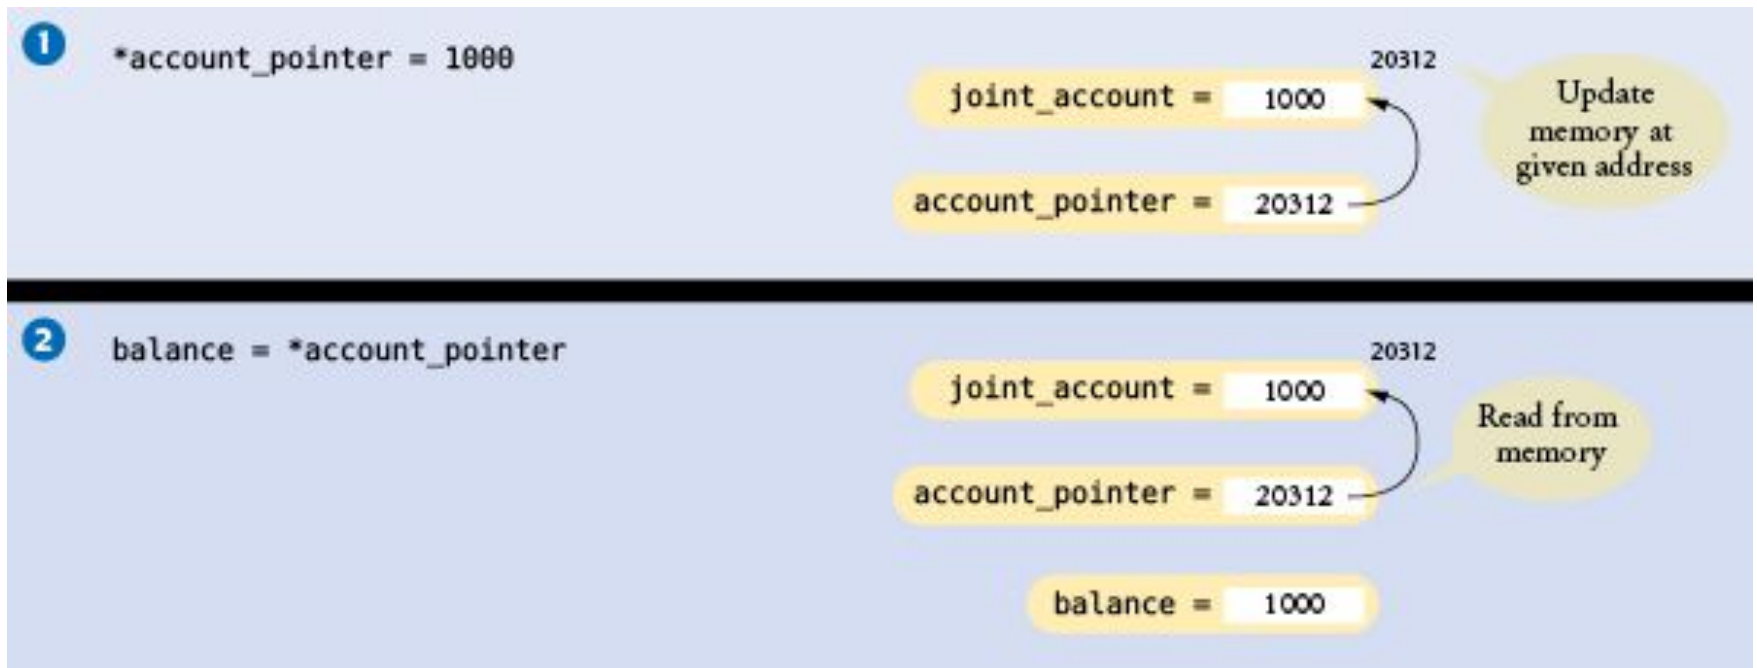 1
*account_pointer = 1000
20312
joint_account = 1000
account_pointer = 20312
Update
memory at
given address
2
balance = *account_pointer
20312
joint_account = 1000
account_pointer = 20312
Read from
memory
balance = 1000